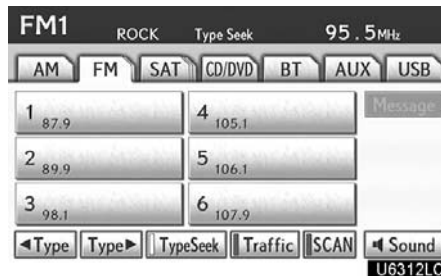 FM1 ROCK Type Seek 95.5MHz
AM FM SAT CD/DVD BT AUX USB
1 87.9 4 105.1 Message
2 89.9 5 106.1
3 98.1 6 107.9
◄Type Type► TypeSeek Traffic SCAN Sound
U6312LC